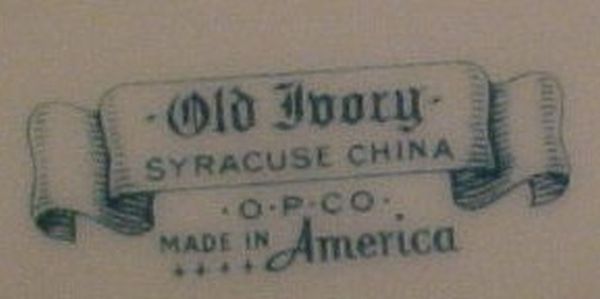 ·Old Ivory·
SYRACUSE CHINA
·O·P·CO·
MADE IN America